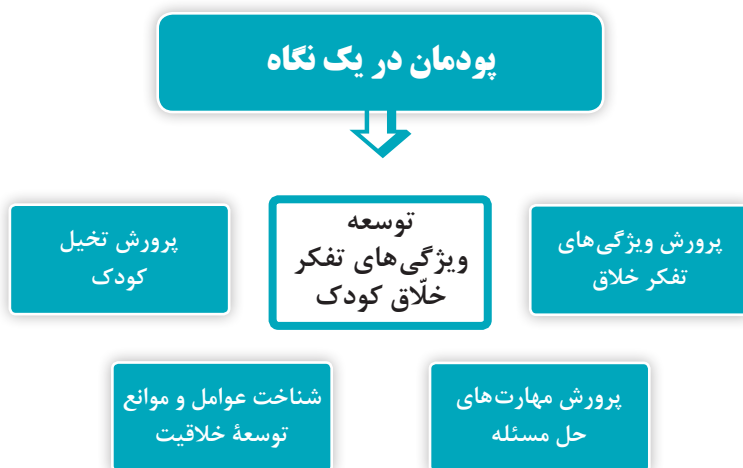 پودمان در یک نگاه
توسعه
ویژگی‌های تفکر
خلّاق کودک
پرورش ویژگی‌های
تفکر خلاق
پرورش تخیل
کودک
پرورش مهارت‌های
حل مسئله
شناخت عوامل و موانع
توسعهٔ خلاقیت